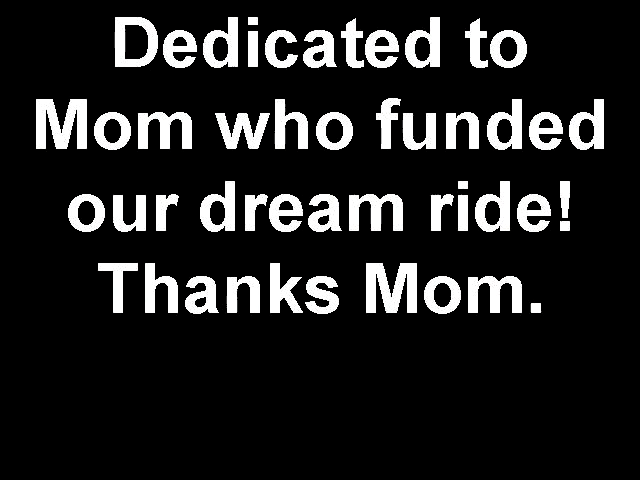 Dedicated to
Mom who funded
our dream ride!
Thanks Mom.